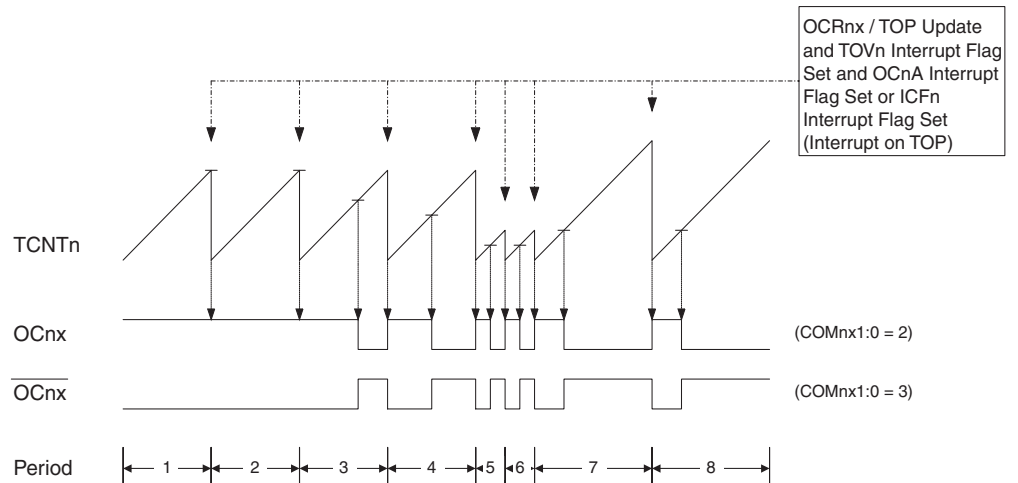 OCRnx / TOP Update
and TOVn Interrupt Flag
Set and OCnA Interrupt
Flag Set or ICFn
Interrupt Flag Set
(Interrupt on TOP)
TCNTn
OCnx
(COMnx1:0 = 2)
OCnx
(COMnx1:0 = 3)
Period
1 2 3 4 5 6 7 8